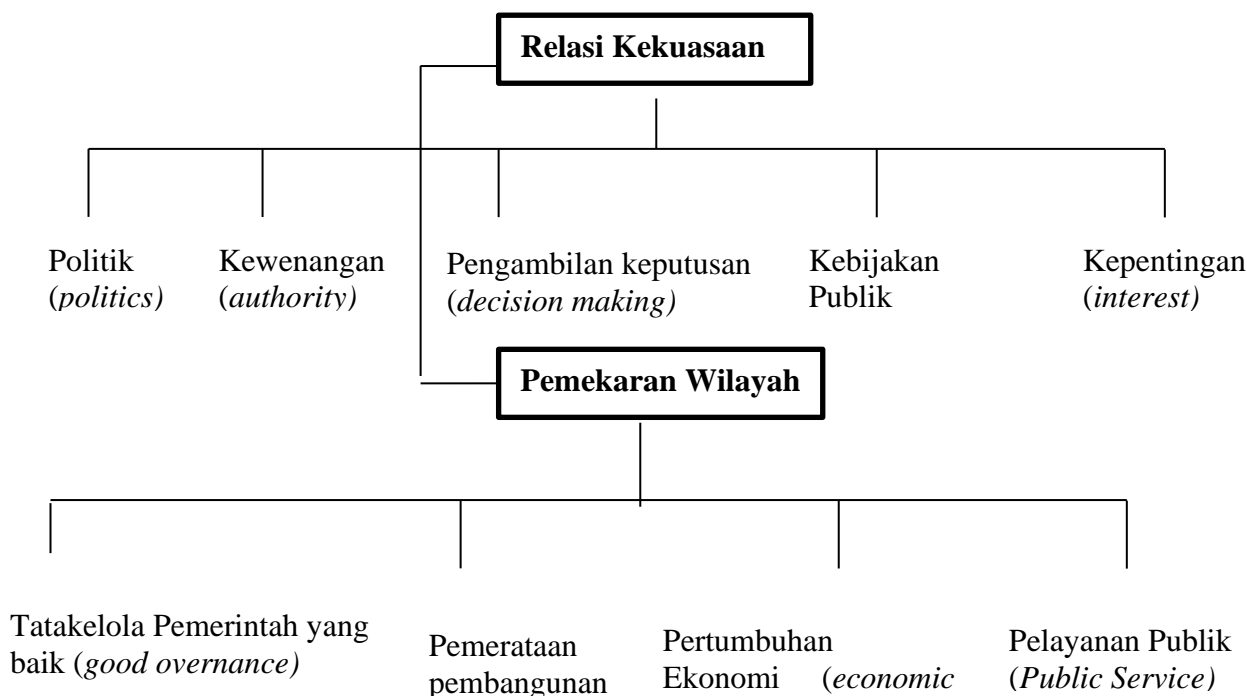 Relasi Kekuasaan
Politik
(politics)
Kewenangan
(authority)
Pengambilan keputusan
(decision making)
Kebijakan
Publik
Kepentingan
(interest)
Pemekaran Wilayah
Tatakelola Pemerintah yang
baik (good overnance)
Pemerataan
pembangunan
Pertumbuhan
Ekonomi (economic
Pelayanan Publik
(Public Service)